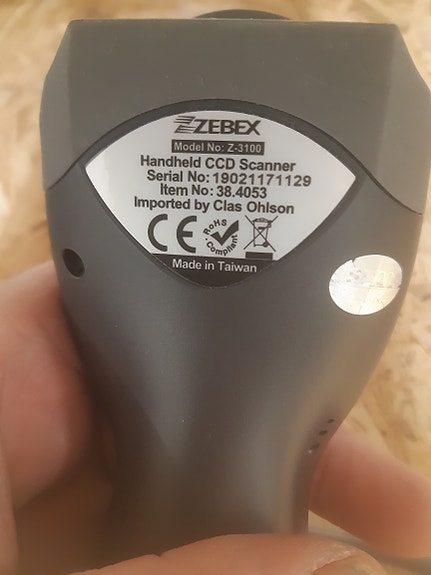 ZEBEX
Model No: Z-3100
Handheld CCD Scanner
Serial No: 19021171129
Item No: 38.4053
Imported by Clas Ohlson
CE
RoHS
Compliant
Made in Taiwan